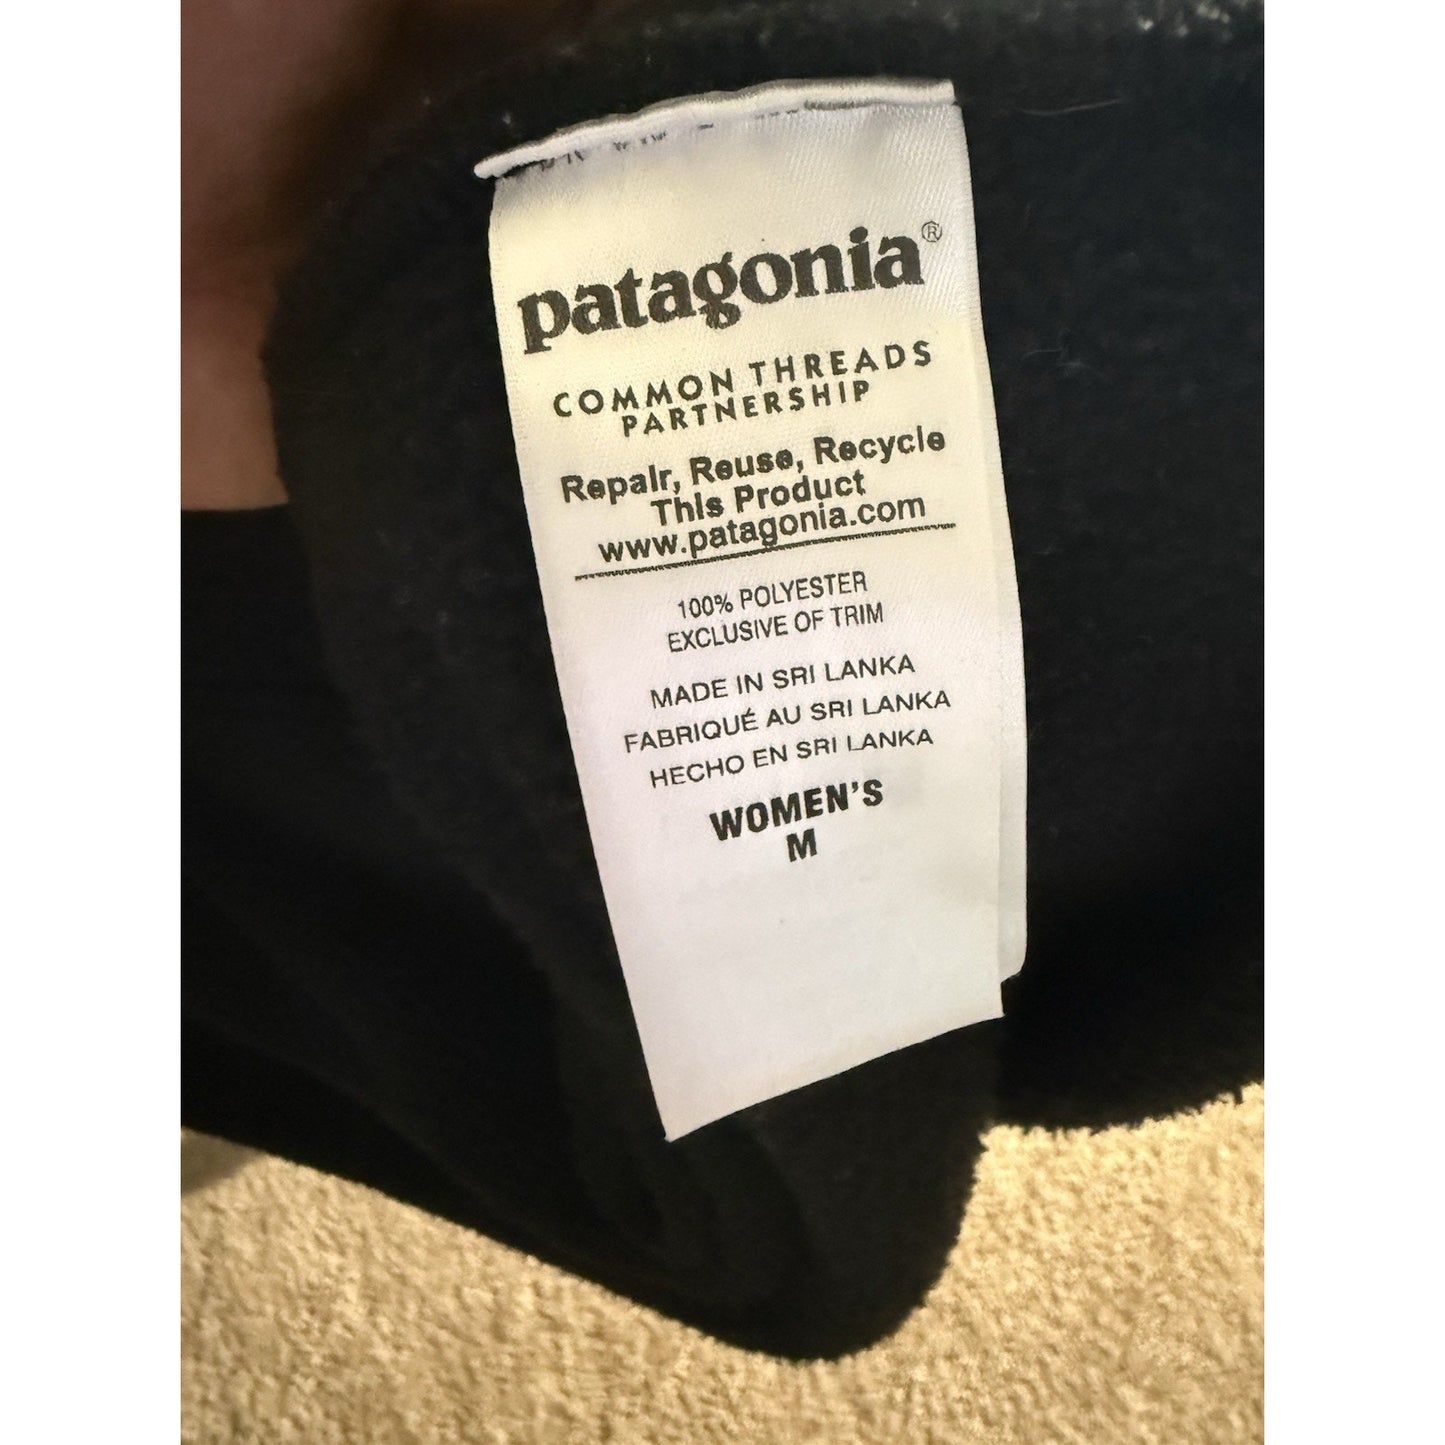 patagonia®
COMMON THREADS
PARTNERSHIP
Repair, Reuse, Recycle
This Product
www.patagonia.com
100% POLYESTER
EXCLUSIVE OF TRIM
MADE IN SRI LANKA
FABRIQUÉ AU SRI LANKA
HECHO EN SRI LANKA
WOMEN'S
M